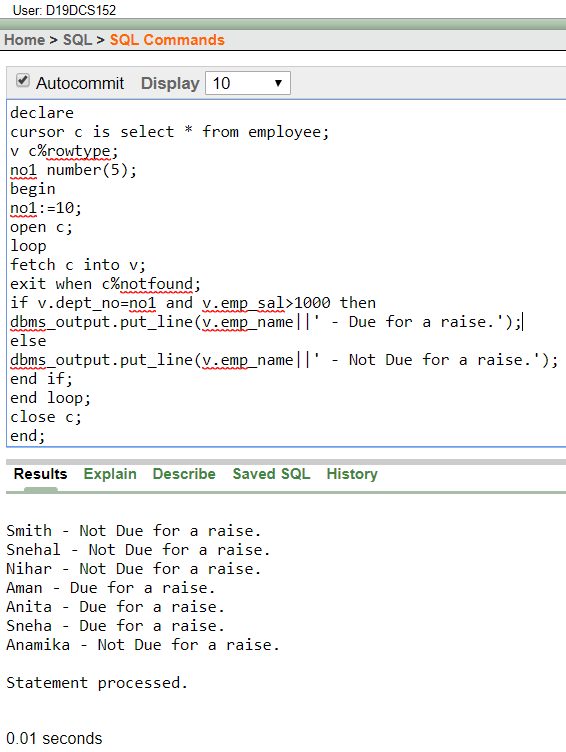 User: D19DCS152
Home > SQL > SQL Commands
Autocommit Display 10
declare
cursor c is select * from employee;
v c%rowtype;
no1 number(5);
begin
no1:=10;
open c;
loop
fetch c into v;
exit when c%notfound;
if v.dept_no=no1 and v.emp_sal>1000 then
dbms_output.put_line(v.emp_name||' - Due for a raise.');
else
dbms_output.put_line(v.emp_name||' - Not Due for a raise.');
end if;
end loop;
close c;
end;
Results Explain Describe Saved SQL History
Smith - Not Due for a raise.
Snehal - Not Due for a raise.
Nihar - Not Due for a raise.
Aman - Due for a raise.
Anita - Due for a raise.
Sneha - Due for a raise.
Anamika - Not Due for a raise.
Statement processed.
0.01 seconds